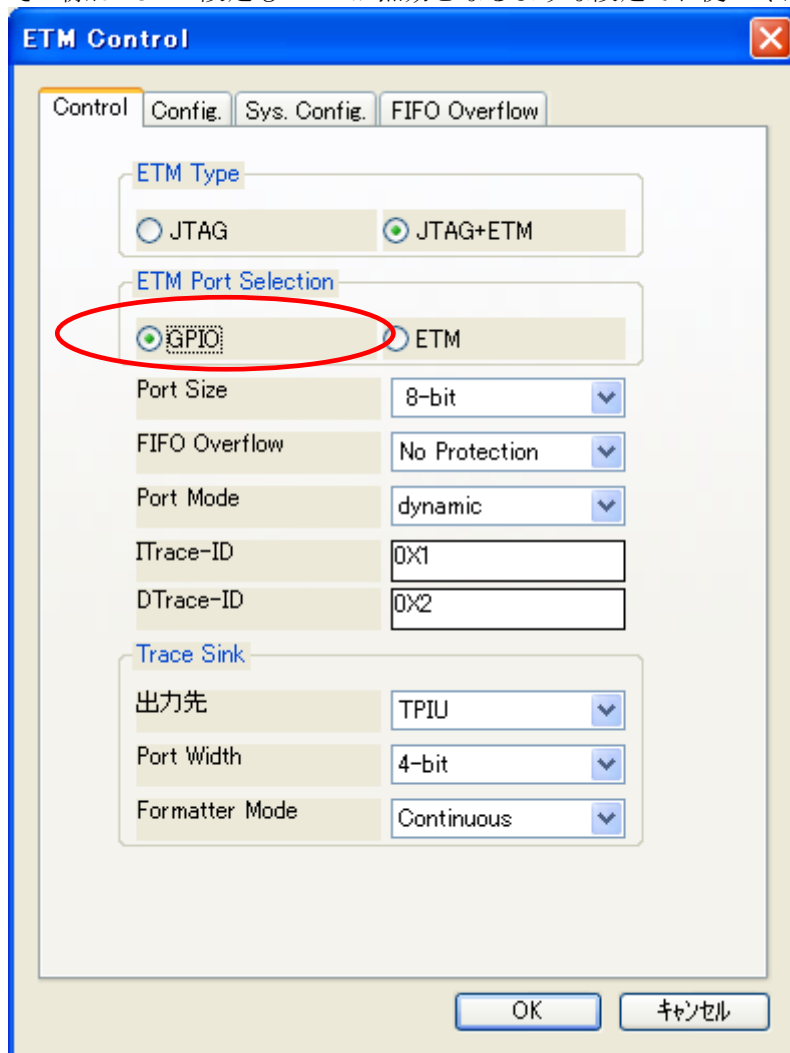 ETM Control
Control Config. Sys. Config. FIFO Overflow
ETM Type
JTAG JTAG+ETM
ETM Port Selection
GPIO ETM
Port Size 8-bit
FIFO Overflow No Protection
Port Mode dynamic
ITrace-ID 0X1
DTrace-ID 0X2
Trace Sink
出力先 TPIU
Port Width 4-bit
Formatter Mode Continuous
OK キャンセル